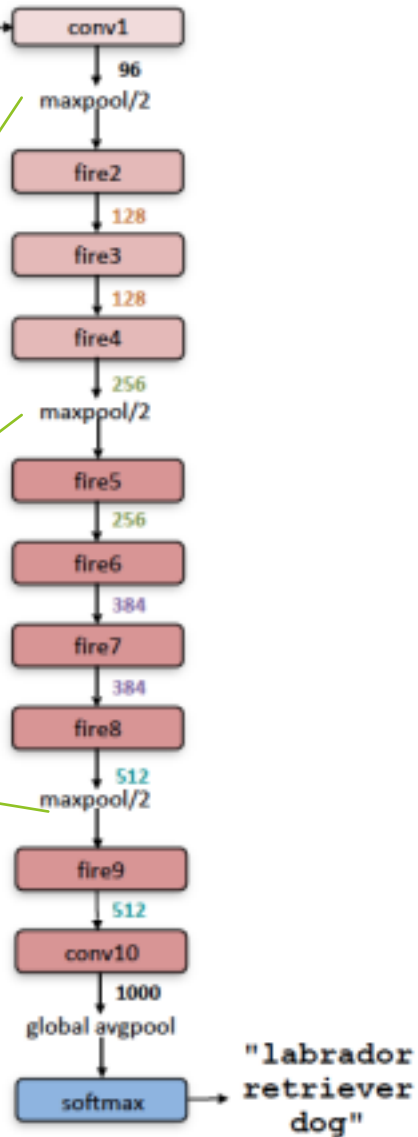 conv1
96
maxpool/2
fire2
128
fire3
128
fire4
256
maxpool/2
fire5
256
fire6
384
fire7
384
fire8
512
maxpool/2
fire9
512
conv10
1000
global avgpool
softmax
"labrador
retriever
dog"